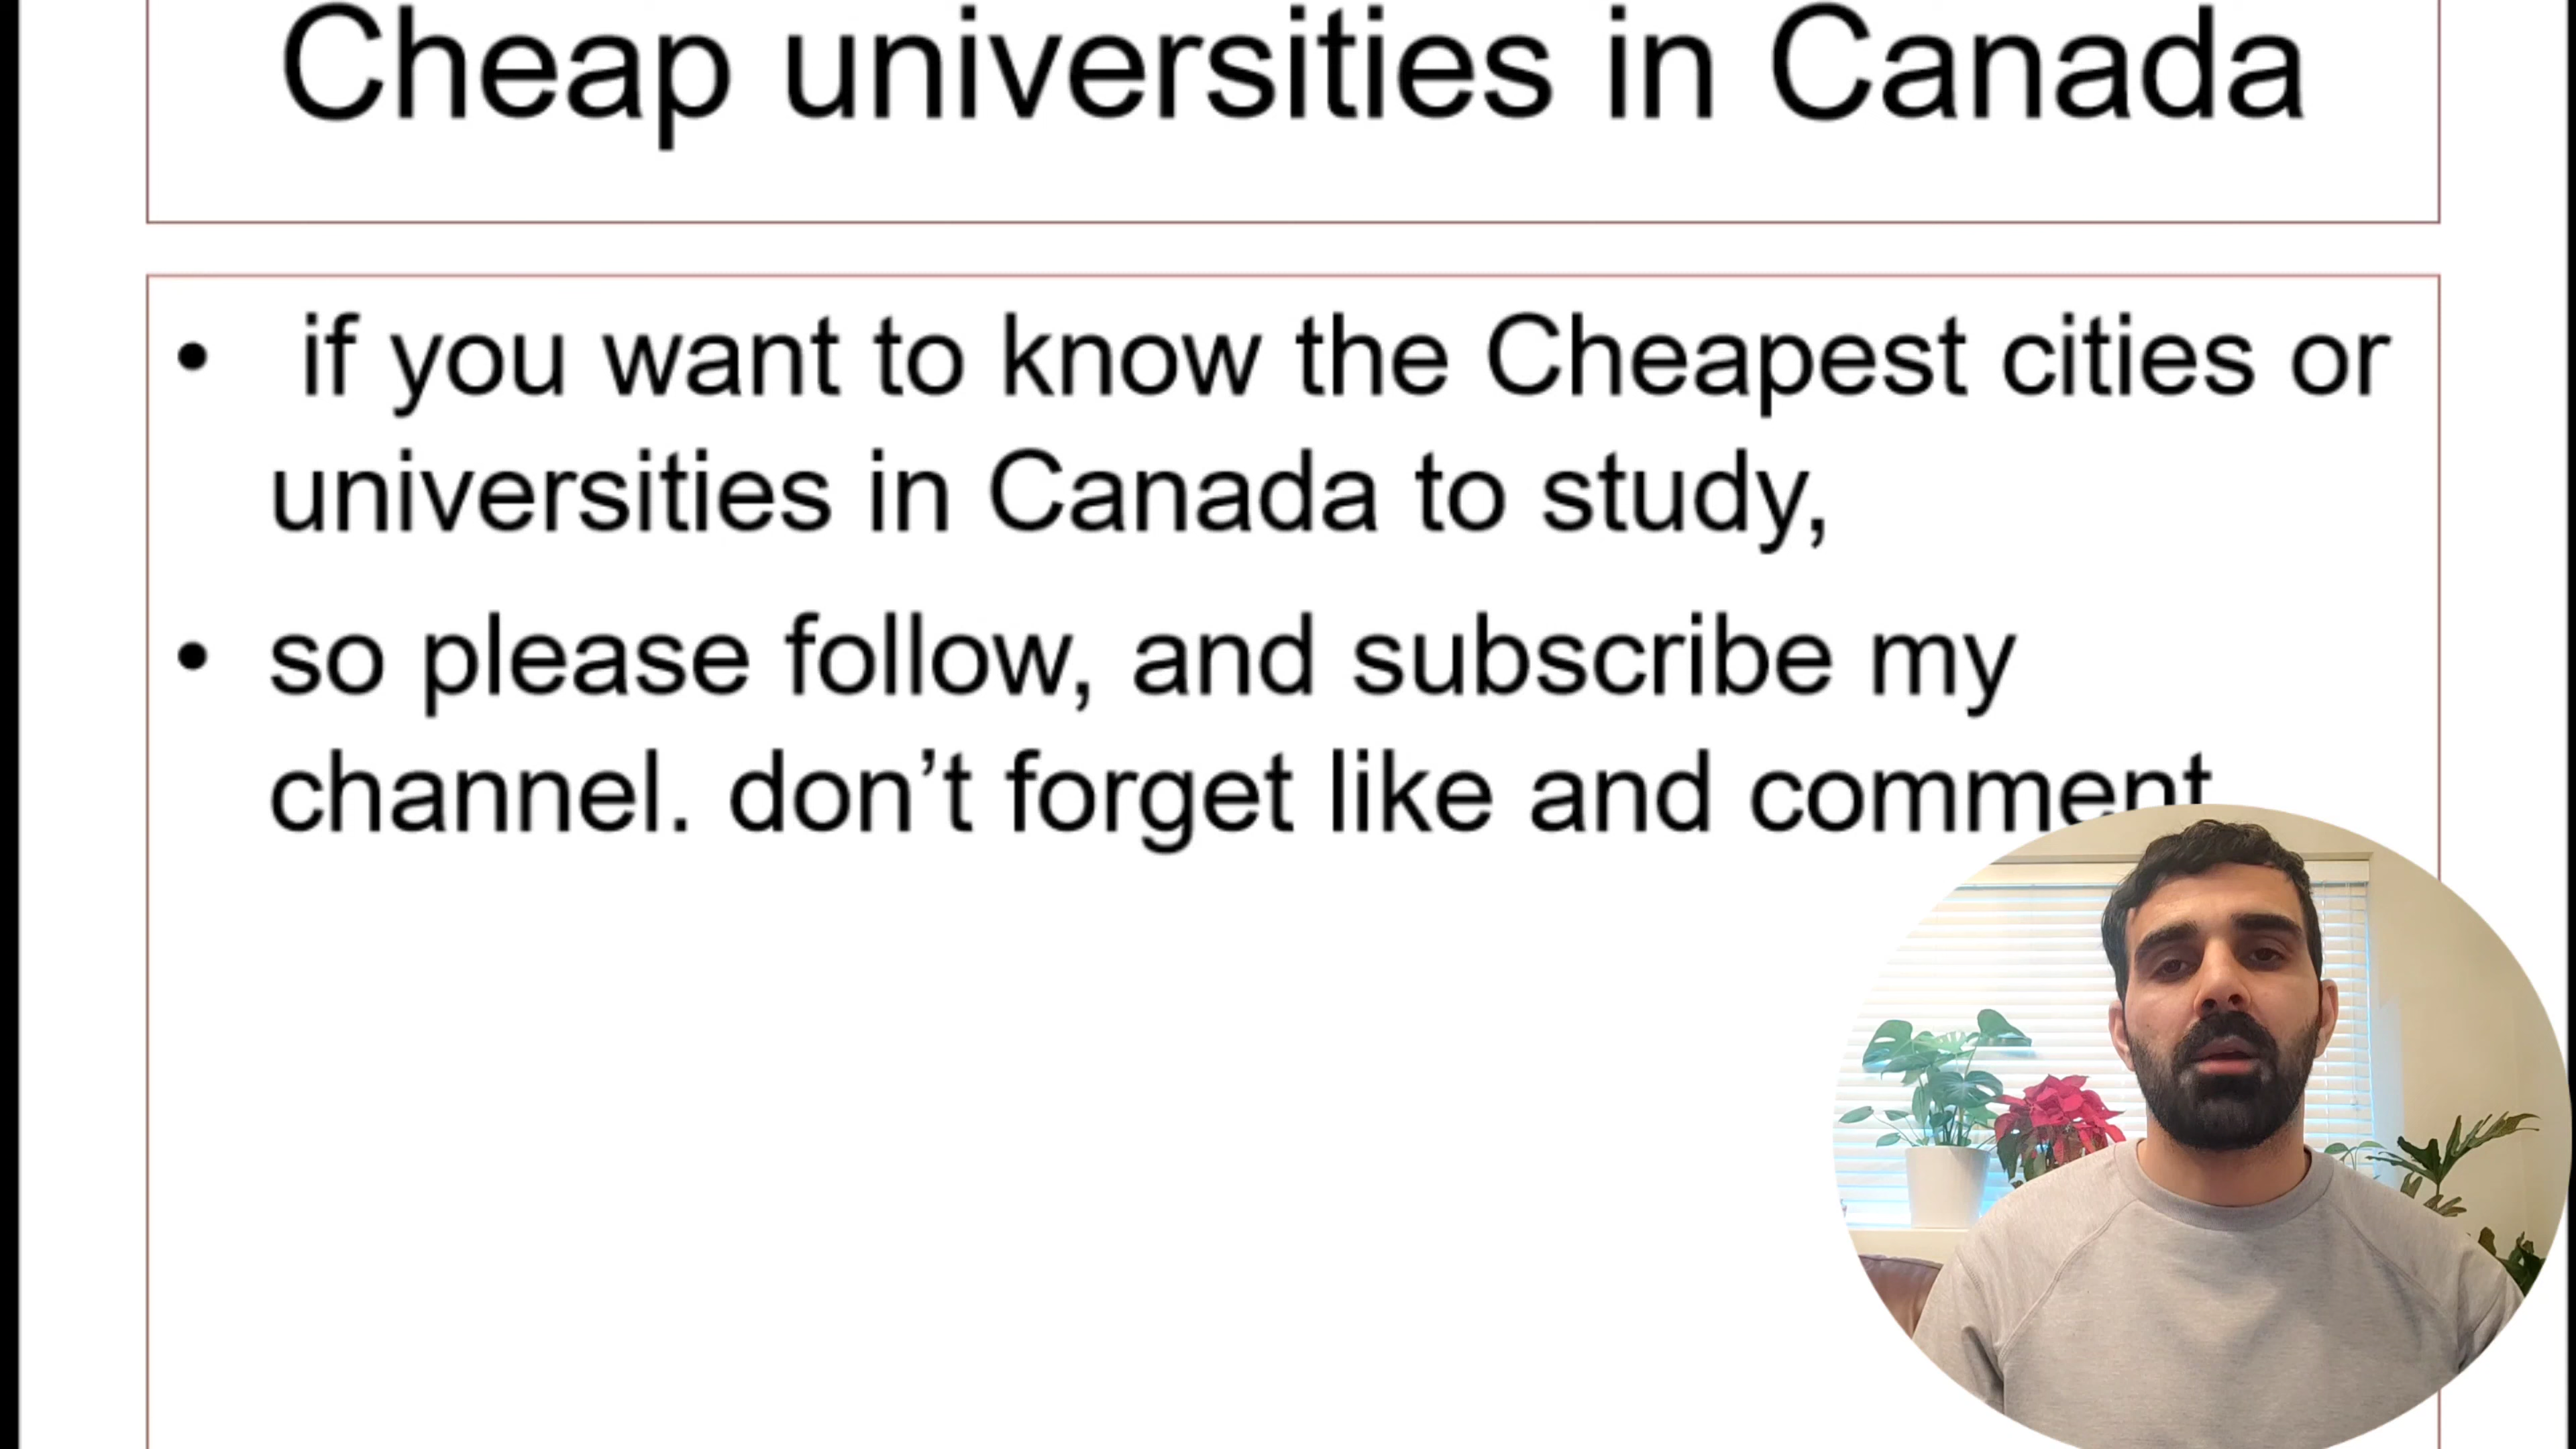 Cheap universities in Canada
• if you want to know the Cheapest cities or
universities in Canada to study,
• so please follow, and subscribe my
channel. don’t forget like and comment